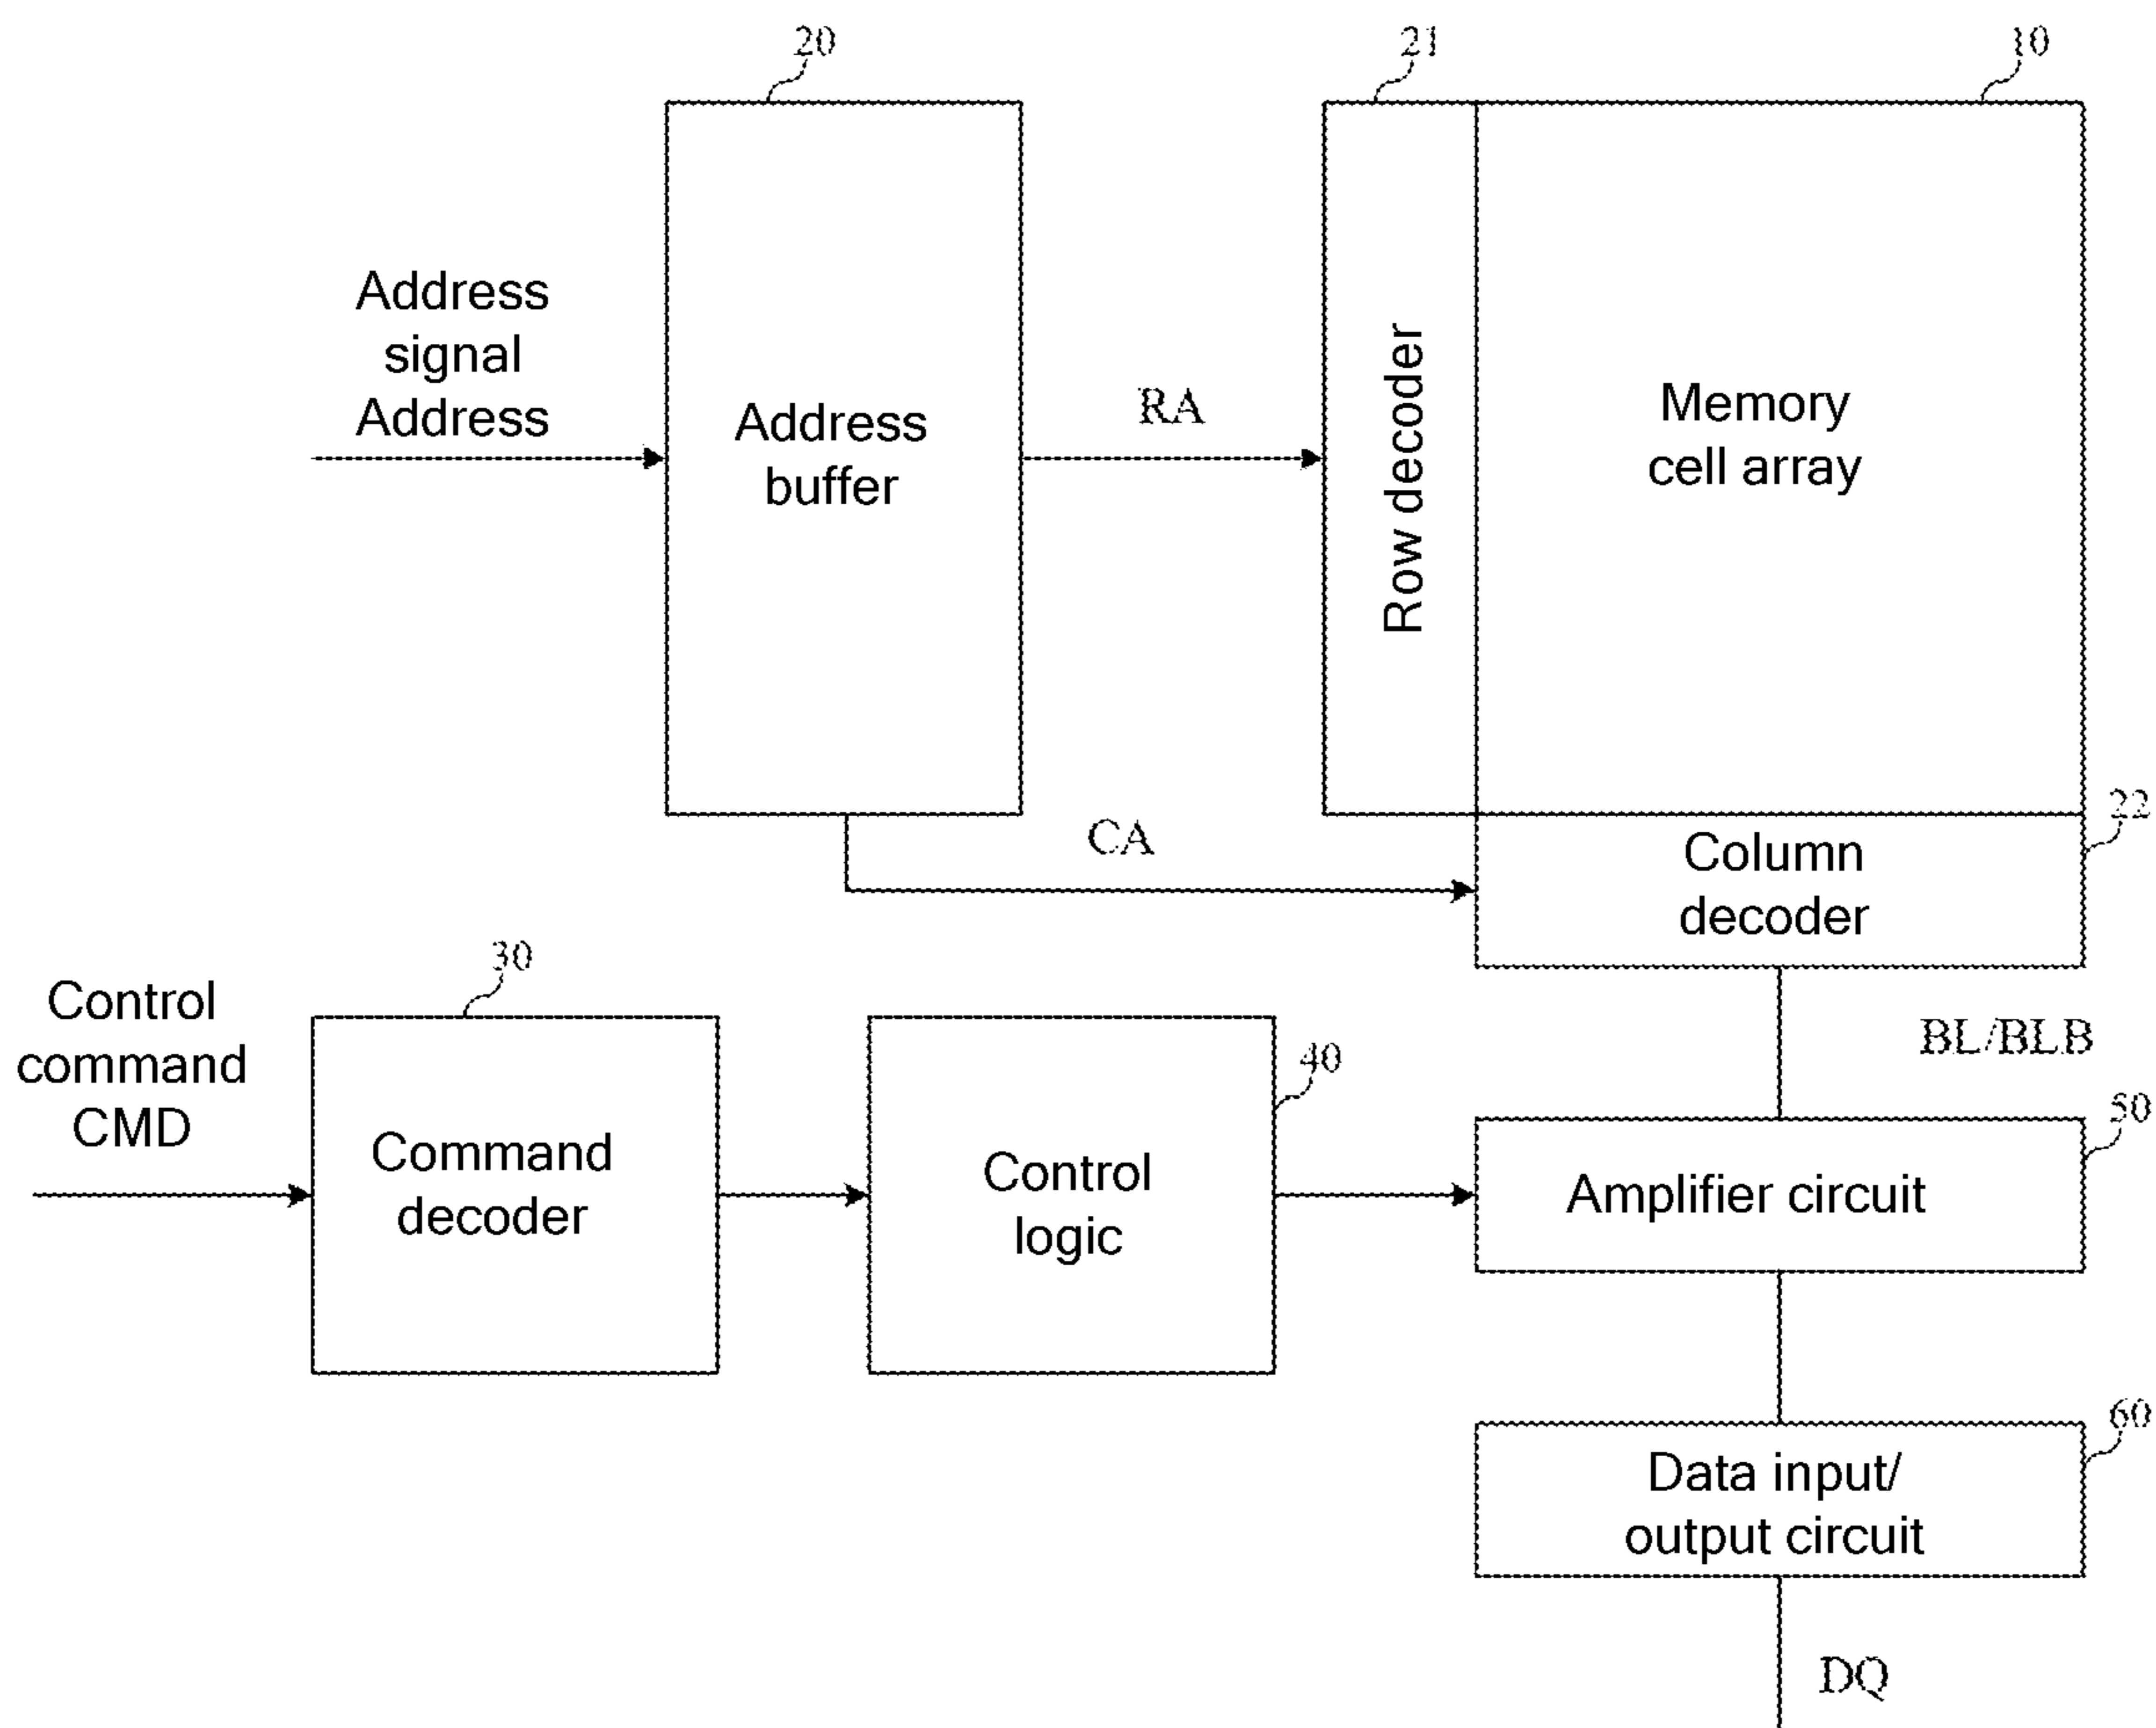 20
21
10
Address
signal
Address
Address
buffer
RA
Row decoder
Memory
cell array
CA
22
Column
decoder
30
Control
command
CMD
Command
decoder
40
Control
logic
BL/BLB
50
Amplifier circuit
60
Data input/
output circuit
DQ